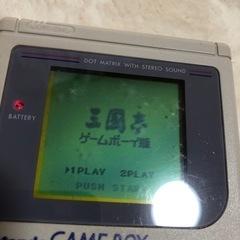 DOT MATRIX WITH STEREO SOUND
BATTERY
三國志
ゲームボーイ版
▶1PLAY 2PLAY
PUSH START
GAME BOY